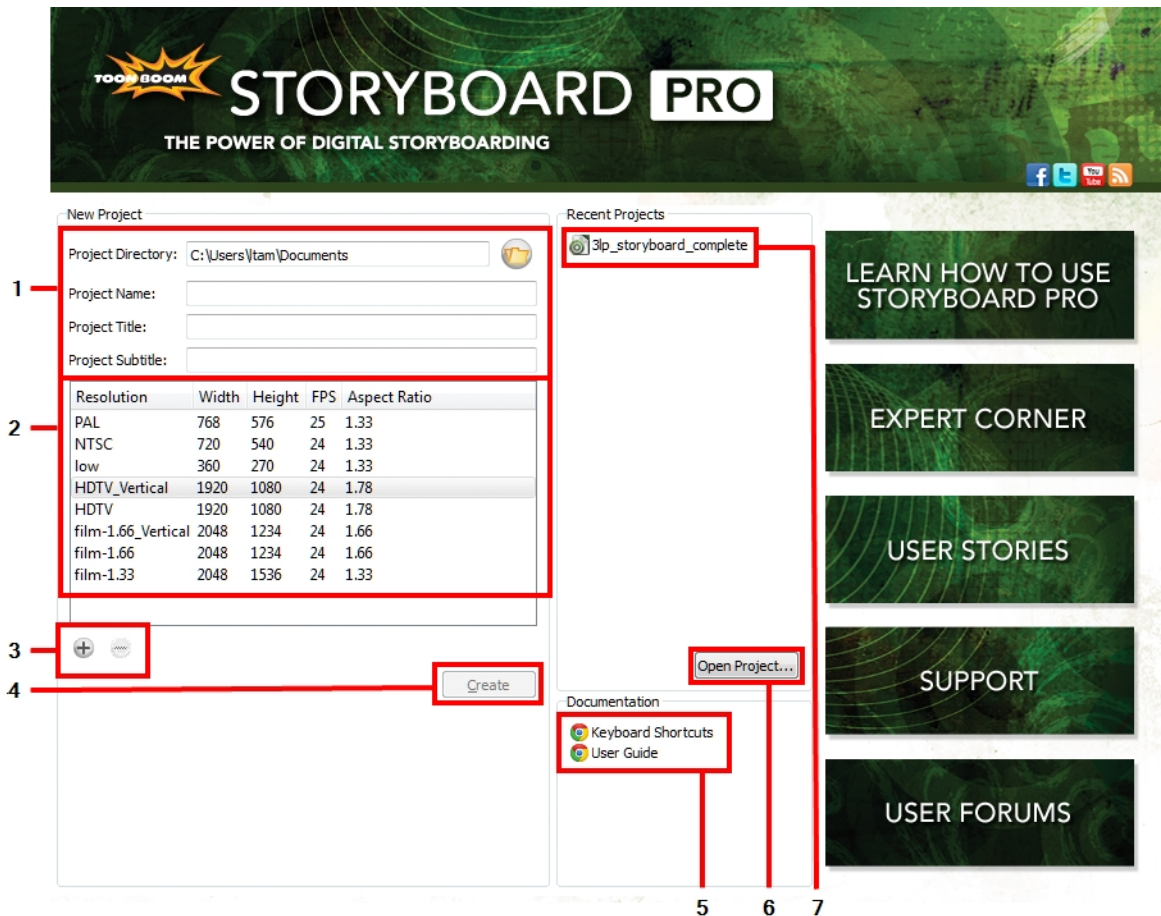 TOON BOOM
STORYBOARD PRO
THE POWER OF DIGITAL STORYBOARDING
f t You Tube
New Project
Project Directory: C:\Users\ltam\Documents
Project Name:
Project Title:
Project Subtitle:
1
Resolution Width Height FPS Aspect Ratio
PAL 768 576 25 1.33
NTSC 720 540 24 1.33
low 360 270 24 1.33
HDTV_Vertical 1920 1080 24 1.78
HDTV 1920 1080 24 1.78
film-1.66_Vertical 2048 1234 24 1.66
film-1.66 2048 1234 24 1.66
film-1.33 2048 1536 24 1.33
2
3
4
Create
Recent Projects
3lp_storyboard_complete
Open Project...
Documentation
Keyboard Shortcuts
User Guide
5 6 7
LEARN HOW TO USE
STORYBOARD PRO
EXPERT CORNER
USER STORIES
SUPPORT
USER FORUMS